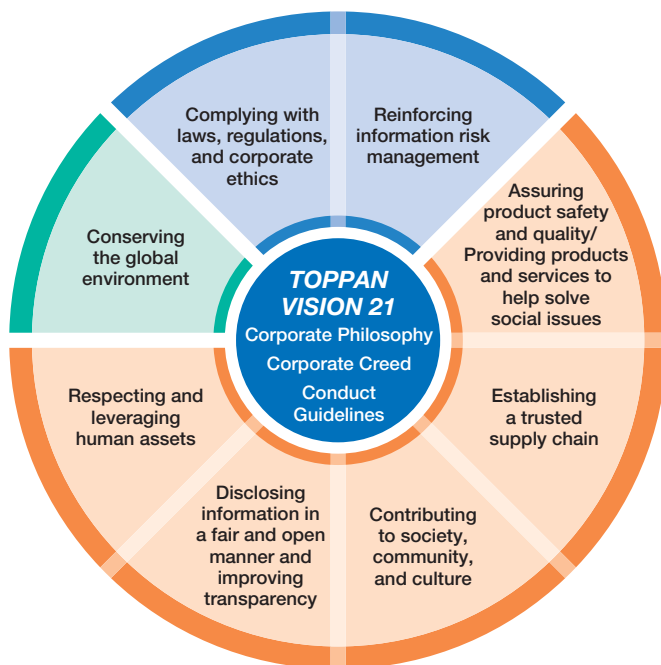 Complying with
laws, regulations,
and corporate
ethics
Reinforcing
information risk
management
Assuring
product safety
and quality/
Providing products
and services to
help solve
social issues
Conserving
the global
environment
TOPPAN
VISION 21
Corporate Philosophy
Corporate Creed
Conduct
Guidelines
Respecting and
leveraging
human assets
Establishing
a trusted
supply chain
Disclosing
information in
a fair and open
manner and
improving
transparency
Contributing
to society,
community,
and culture